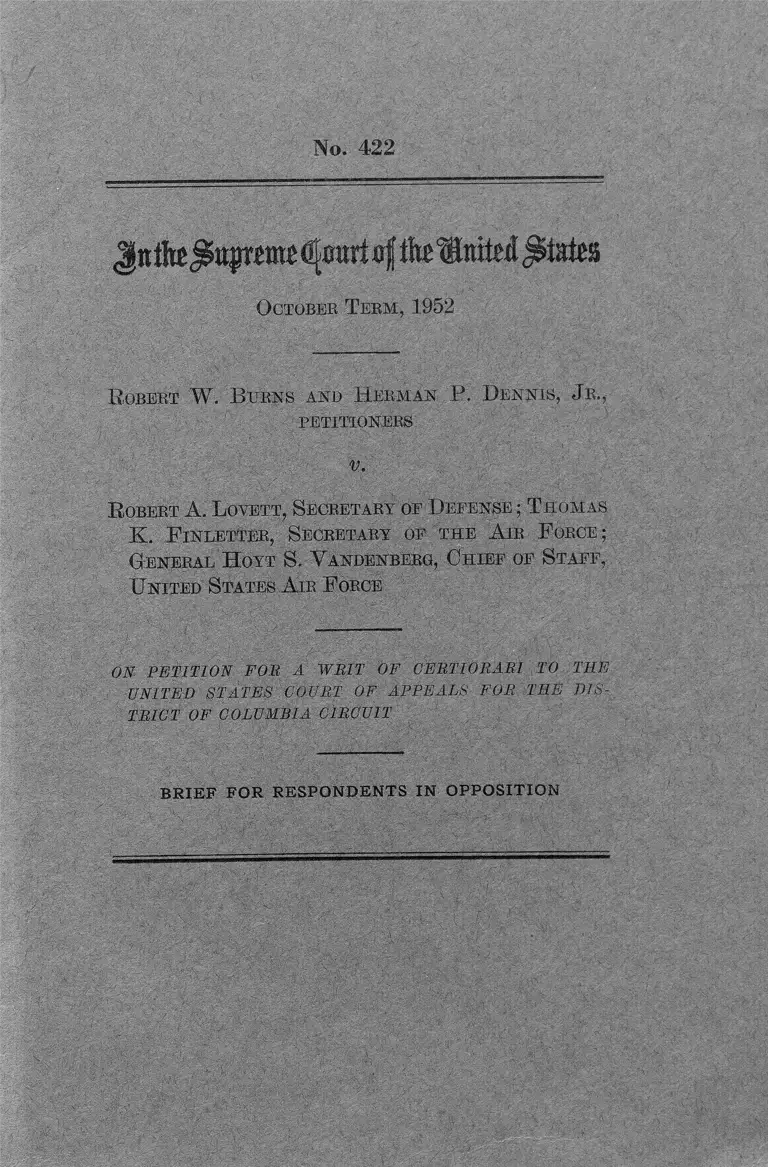 No. 422
In the Supreme Court of the United States
OCTOBER TERM, 1952
ROBERT W. BURNS AND HERMAN P. DENNIS, JR.,
PETITIONERS
v.
ROBERT A. LOVETT, SECRETARY OF DEFENSE; THOMAS
K. FINLETTER, SECRETARY OF THE AIR FORCE;
GENERAL HOYT S. VANDENBERG, CHIEF OF STAFF,
UNITED STATES AIR FORCE
ON PETITION FOR A WRIT OF CERTIORARI TO THE
UNITED STATES COURT OF APPEALS FOR THE DIS-
TRICT OF COLUMBIA CIRCUIT
BRIEF FOR RESPONDENTS IN OPPOSITION